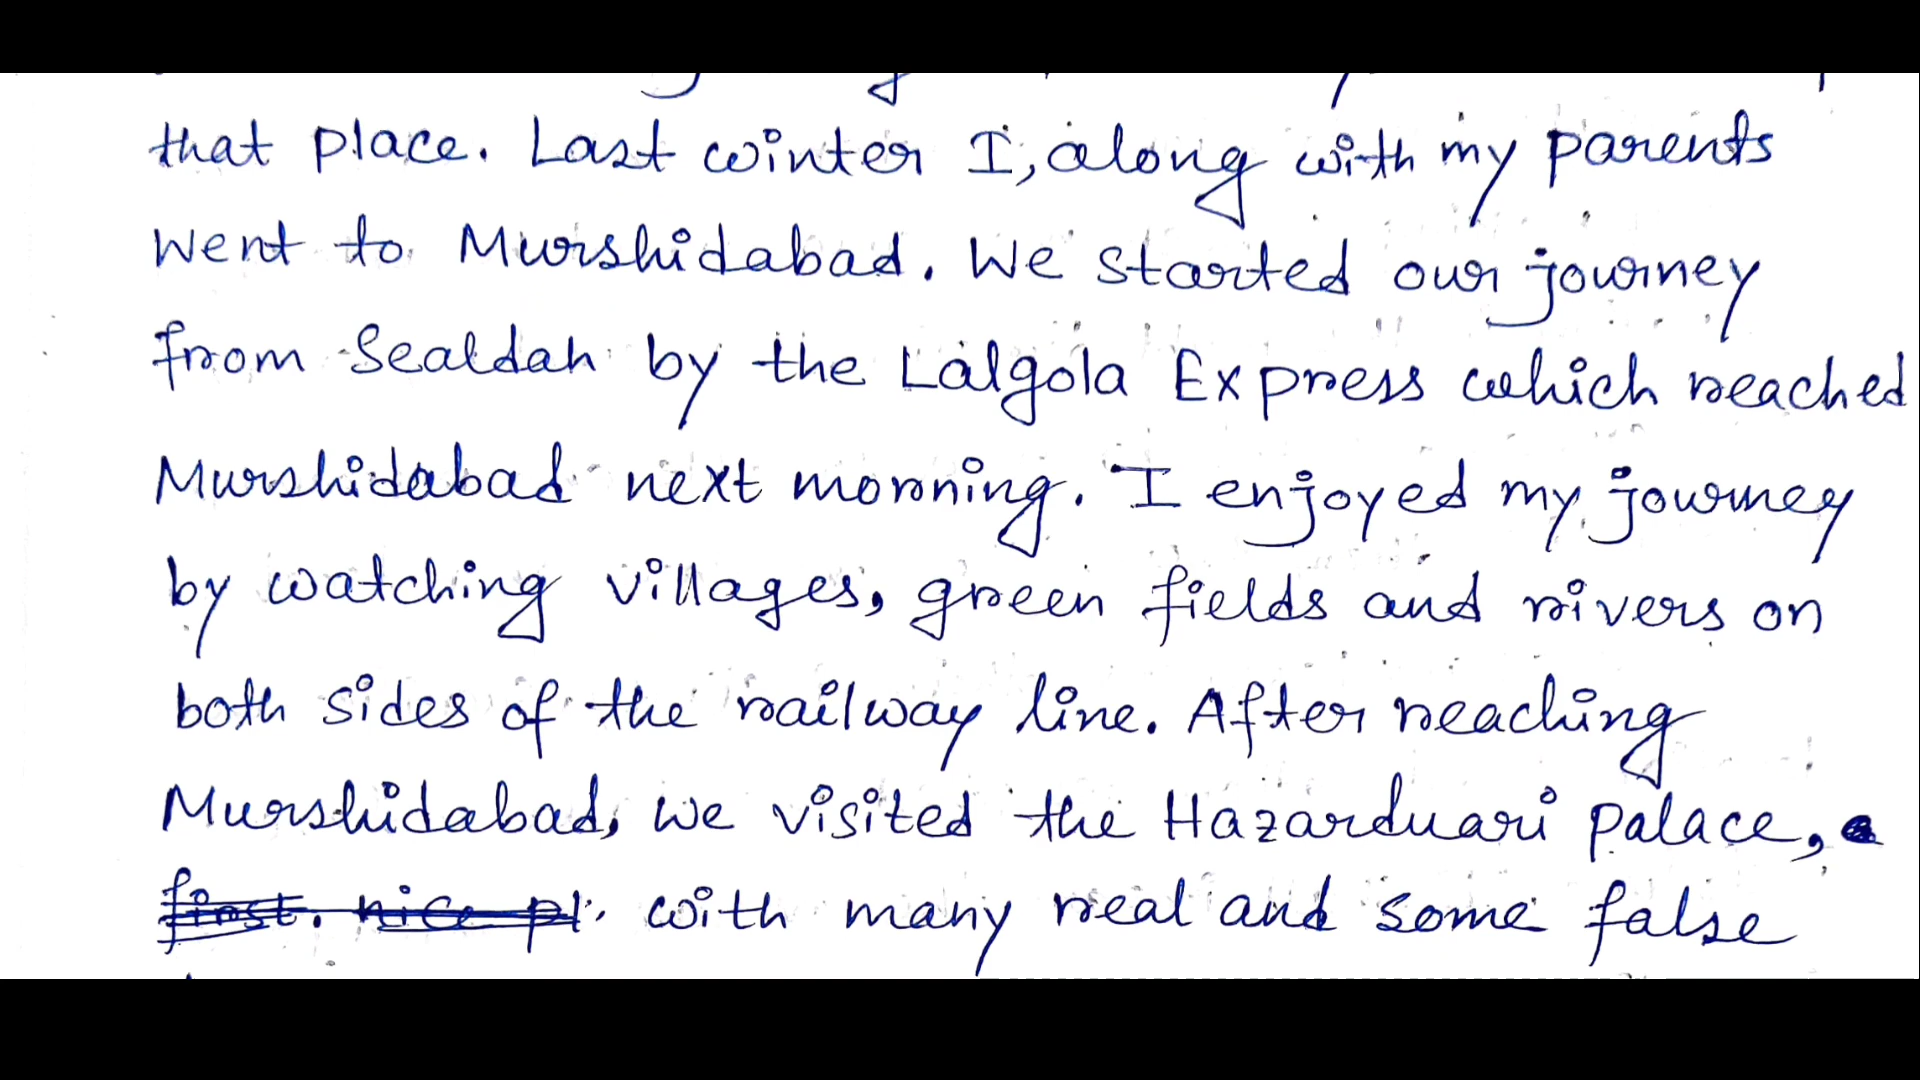 that place. Last winter I, along with my parents
went to Murshidabad. We started our journey
from Sealdah by the Lalgola Express which reached
Murshidabad next morning. I enjoyed my journey
by watching villages, green fields and rivers on
both sides of the railway line. After reaching
Murshidabad, we visited the Hazarduari palace,
first. nice pl. with many real and some false